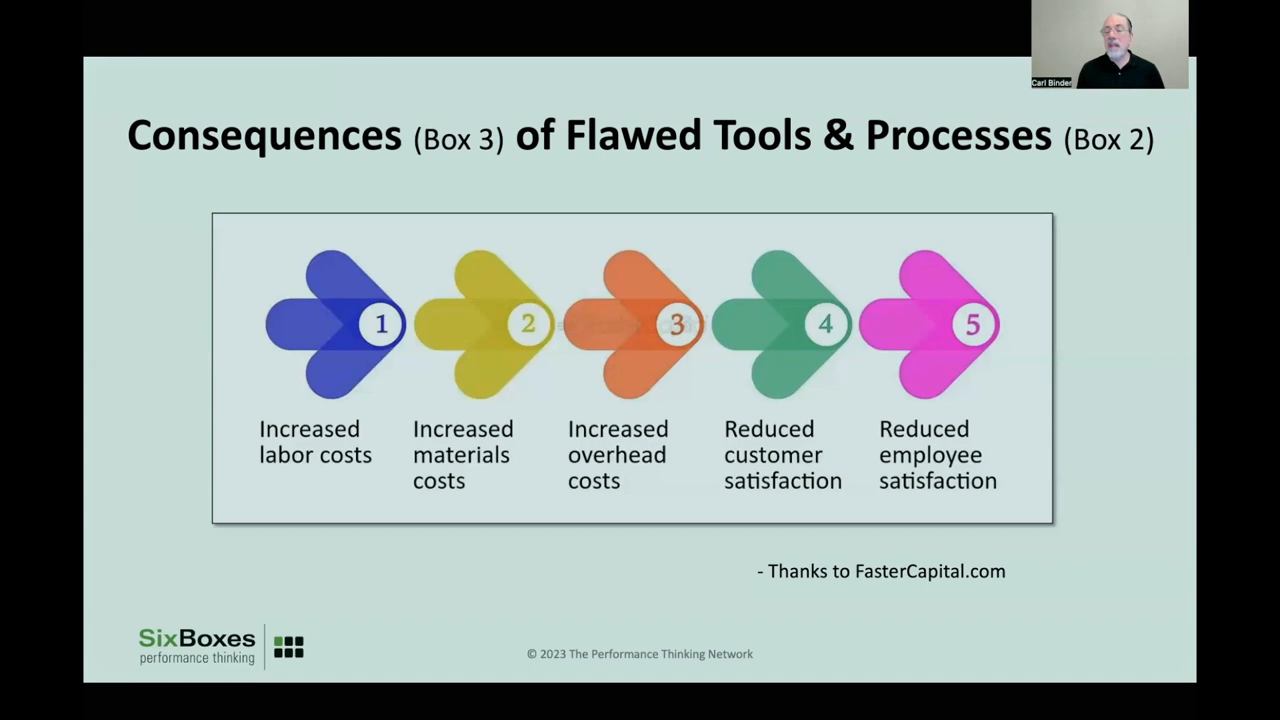 Carl Binder
Consequences (Box 3) of Flawed Tools & Processes (Box 2)
1
2
3
4
5
Increased
labor costs
Increased
materials
costs
Increased
overhead
costs
Reduced
customer
satisfaction
Reduced
employee
satisfaction
- Thanks to FasterCapital.com
SixBoxes
performance thinking
© 2023 The Performance Thinking Network